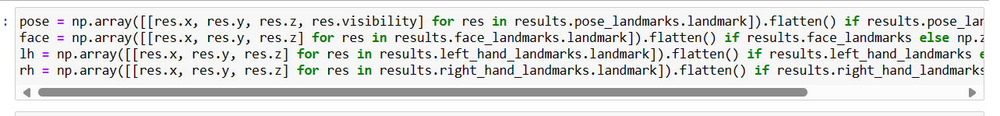 :
pose = np.array([[res.x, res.y, res.z, res.visibility] for res in results.pose_landmarks.landmark]).flatten() if results.pose_lan
face = np.array([[res.x, res.y, res.z] for res in results.face_landmarks.landmark]).flatten() if results.face_landmarks else np.z
lh = np.array([[res.x, res.y, res.z] for res in results.left_hand_landmarks.landmark]).flatten() if results.left_hand_landmarks e
rh = np.array([[res.x, res.y, res.z] for res in results.right_hand_landmarks.landmark]).flatten() if results.right_hand_landmarks